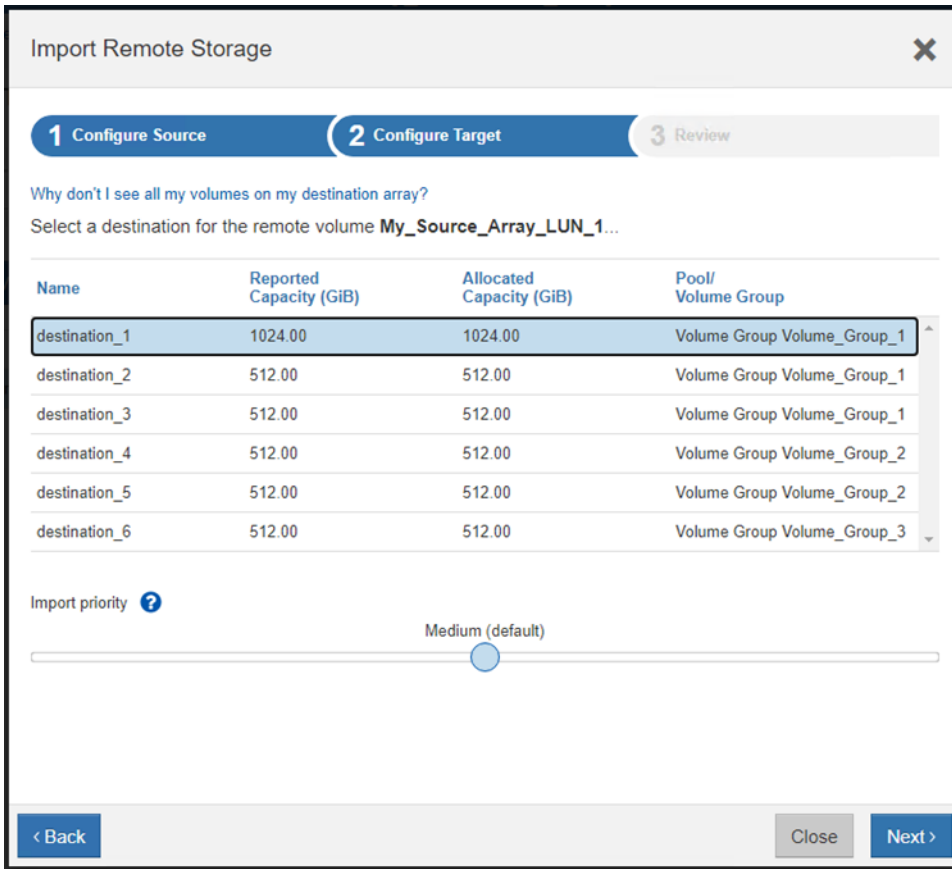 Import Remote Storage
1 Configure Source 2 Configure Target 3 Review
Why don't I see all my volumes on my destination array?
Select a destination for the remote volume My_Source_Array_LUN_1...
Name Reported Capacity (GiB) Allocated Capacity (GiB) Pool/ Volume Group
destination_1 1024.00 1024.00 Volume Group Volume_Group_1
destination_2 512.00 512.00 Volume Group Volume_Group_1
destination_3 512.00 512.00 Volume Group Volume_Group_1
destination_4 512.00 512.00 Volume Group Volume_Group_2
destination_5 512.00 512.00 Volume Group Volume_Group_2
destination_6 512.00 512.00 Volume Group Volume_Group_3
Import priority ?
Medium (default)
< Back Close Next >